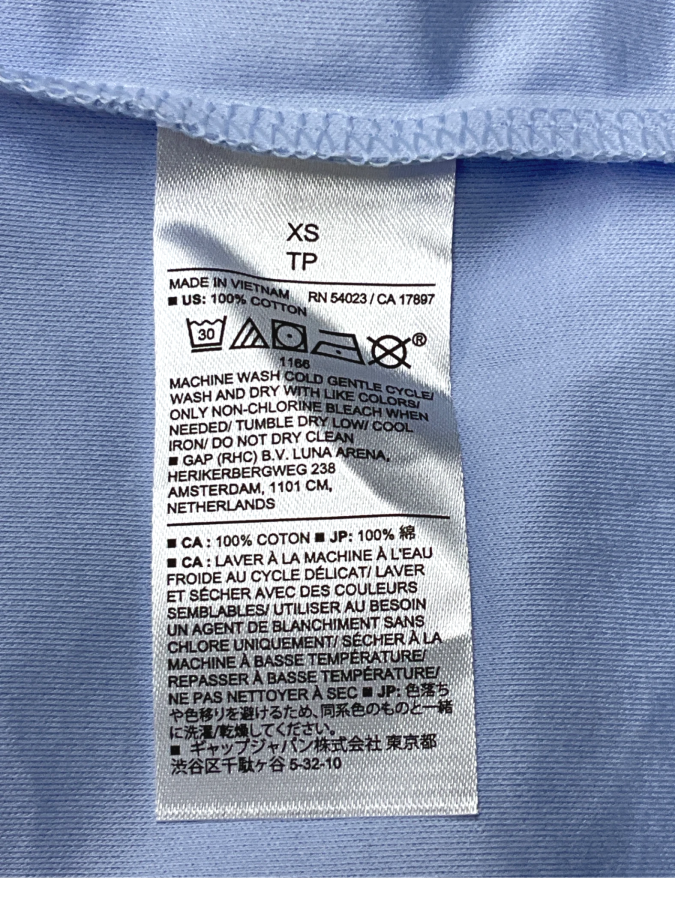 XS
TP
MADE IN VIETNAM RN 54023 / CA 17897
■ US: 100% COTTON
30
®
1166
MACHINE WASH COLD GENTLE CYCLE/
WASH AND DRY WITH LIKE COLORS/
ONLY NON-CHLORINE BLEACH WHEN
NEEDED/ TUMBLE DRY LOW/ COOL
IRON/ DO NOT DRY CLEAN
■ GAP (RHC) B.V. LUNA ARENA,
HERIKERBERGWEG 238
AMSTERDAM, 1101 CM,
NETHERLANDS
■ CA : 100% COTON ■ JP: 100% 綿
■ CA : LAVER À LA MACHINE À L'EAU
FROIDE AU CYCLE DÉLICAT/ LAVER
ET SÉCHER AVEC DES COULEURS
SEMBLABLES/ UTILISER AU BESOIN
UN AGENT DE BLANCHIMENT SANS
CHLORE UNIQUEMENT/ SÉCHER À LA
MACHINE À BASSE TEMPÉRATURE/
REPASSER À BASSE TEMPÉRATURE/
NE PAS NETTOYER À SEC ■ JP: 色落ち
や色移りを避けるため、同系色のものと一緒
に洗濯/乾燥してください。
■ ギャップジャパン株式会社 東京都
渋谷区千駄ヶ谷 5-32-10